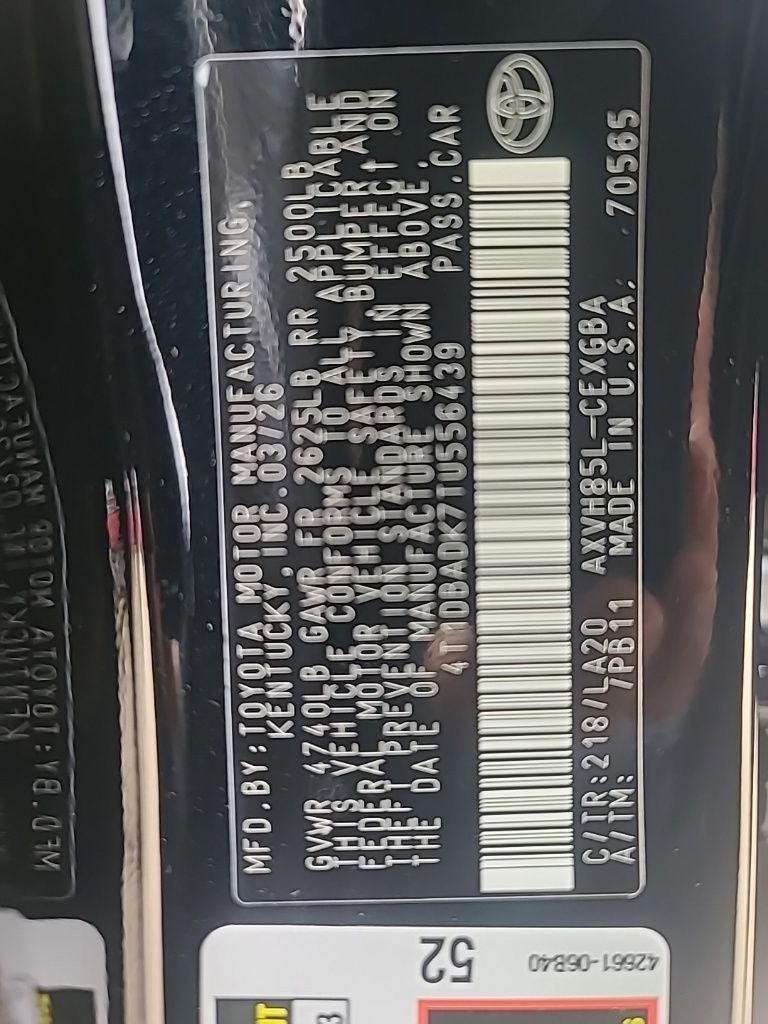 MFD.BY:TOYOTA MOTOR MANUFACTURING,
KENTUCKY, INC. 03/26
GVWR 4740LB GAWR FR 2625LB RR 2500LB
THIS VEHICLE CONFORMS TO ALL APPLICABLE
FEDERAL MOTOR VEHICLE SAFETY BUMPER AND
THEFT PREVENTION STANDARDS IN EFFECT ON
THE DATE OF MANUFACTURE SHOWN ABOVE.
4T1DBADK7TU556439 PASS.CAR
C/TR:218/LA20 AXVH85L-CEXGBA
A/TM: 7PB11 MADE IN U.S.A. 70565
52
42661-06B40